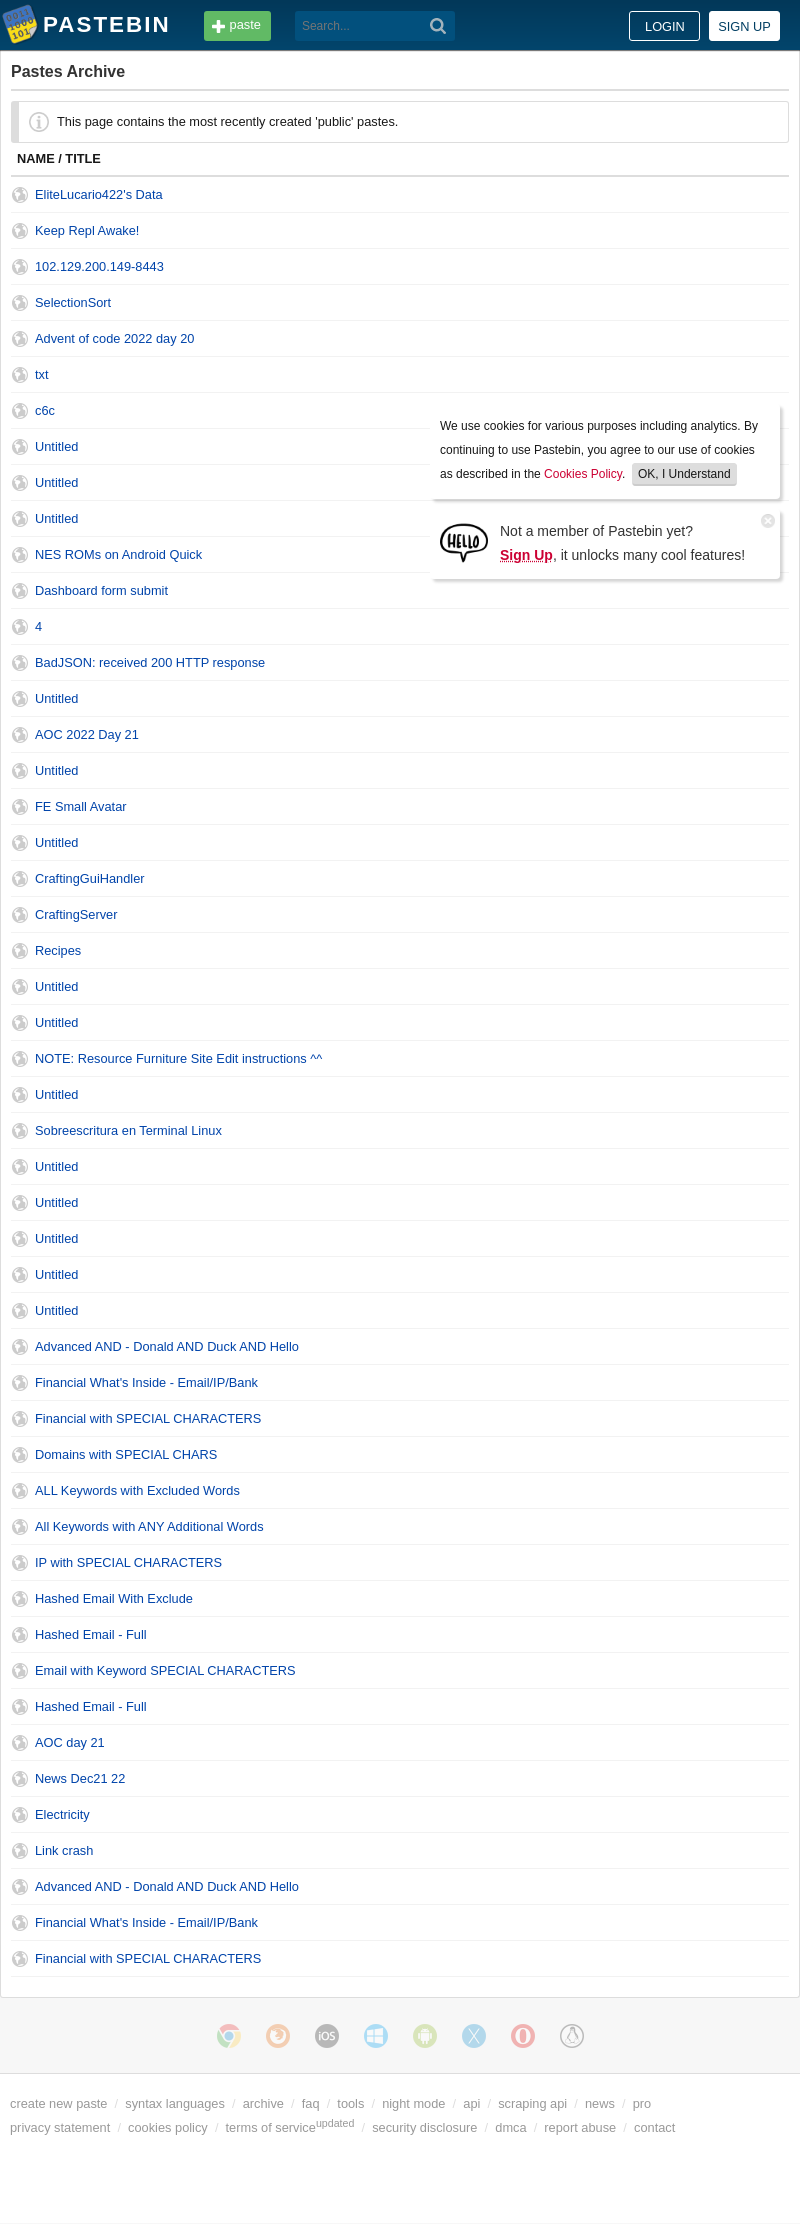 PASTEBIN paste Search... LOGIN SIGN UP
Pastes Archive
This page contains the most recently created 'public' pastes.
NAME / TITLE
EliteLucario422's Data
Keep Repl Awake!
102.129.200.149-8443
SelectionSort
Advent of code 2022 day 20
txt
c6c
Untitled
Untitled
Untitled
NES ROMs on Android Quick
We use cookies for various purposes including analytics. By
continuing to use Pastebin, you agree to our use of cookies
as described in the Cookies Policy. OK, I Understand
HELLO
Not a member of Pastebin yet?
Sign Up, it unlocks many cool features!
Dashboard form submit
4
BadJSON: received 200 HTTP response
Untitled
AOC 2022 Day 21
Untitled
FE Small Avatar
Untitled
CraftingGuiHandler
CraftingServer
Recipes
Untitled
Untitled
NOTE: Resource Furniture Site Edit instructions ^^
Untitled
Sobreescritura en Terminal Linux
Untitled
Untitled
Untitled
Untitled
Untitled
Advanced AND - Donald AND Duck AND Hello
Financial What's Inside - Email/IP/Bank
Financial with SPECIAL CHARACTERS
Domains with SPECIAL CHARS
ALL Keywords with Excluded Words
All Keywords with ANY Additional Words
IP with SPECIAL CHARACTERS
Hashed Email With Exclude
Hashed Email - Full
Email with Keyword SPECIAL CHARACTERS
Hashed Email - Full
AOC day 21
News Dec21 22
Electricity
Link crash
Advanced AND - Donald AND Duck AND Hello
Financial What's Inside - Email/IP/Bank
Financial with SPECIAL CHARACTERS
iOS
create new paste / syntax languages / archive / faq / tools / night mode / api / scraping api / news / pro
privacy statement / cookies policy / terms of service updated / security disclosure / dmca / report abuse / contact